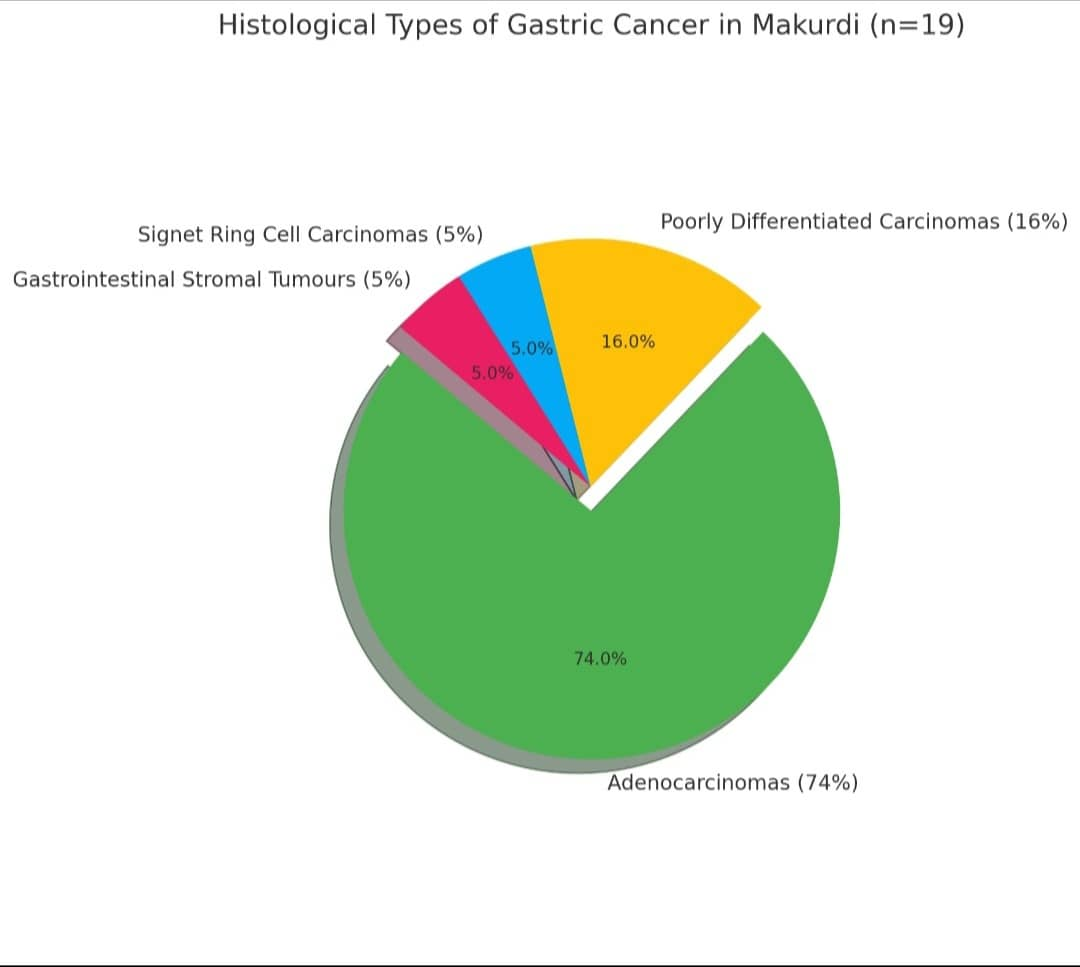 Histological Types of Gastric Cancer in Makurdi (n=19)
Poorly Differentiated Carcinomas (16%)
Signet Ring Cell Carcinomas (5%)
Gastrointestinal Stromal Tumours (5%)
16.0%
5.0%
5.0%
74.0%
Adenocarcinomas (74%)